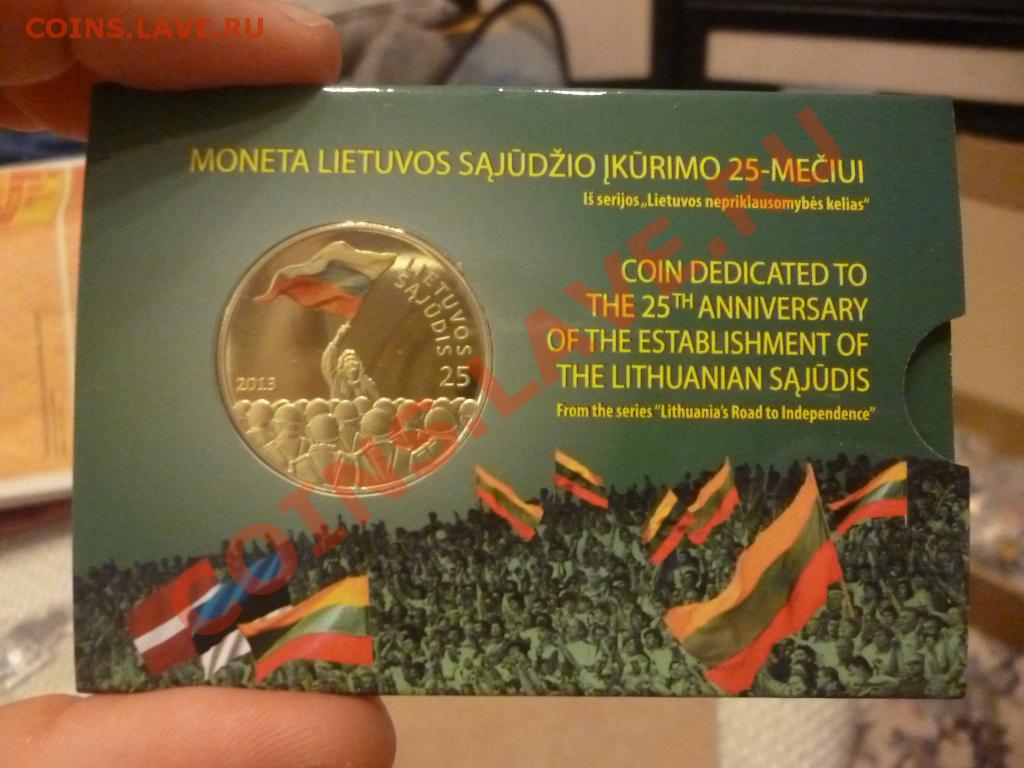 COINS.LAVE.RU
MONETA LIETUVOS SĄJŪDŽIO ĮKŪRIMO 25-MEČIUI
Iš serijos „Lietuvos nepriklausomybės kelias“
COIN DEDICATED TO
THE 25TH ANNIVERSARY
OF THE ESTABLISHMENT OF
THE LITHUANIAN SĄJŪDIS
From the series "Lithuania's Road to Independence"
LIETUVOS
SĄJŪDIS
25
2013
COINS.LAVE.RU